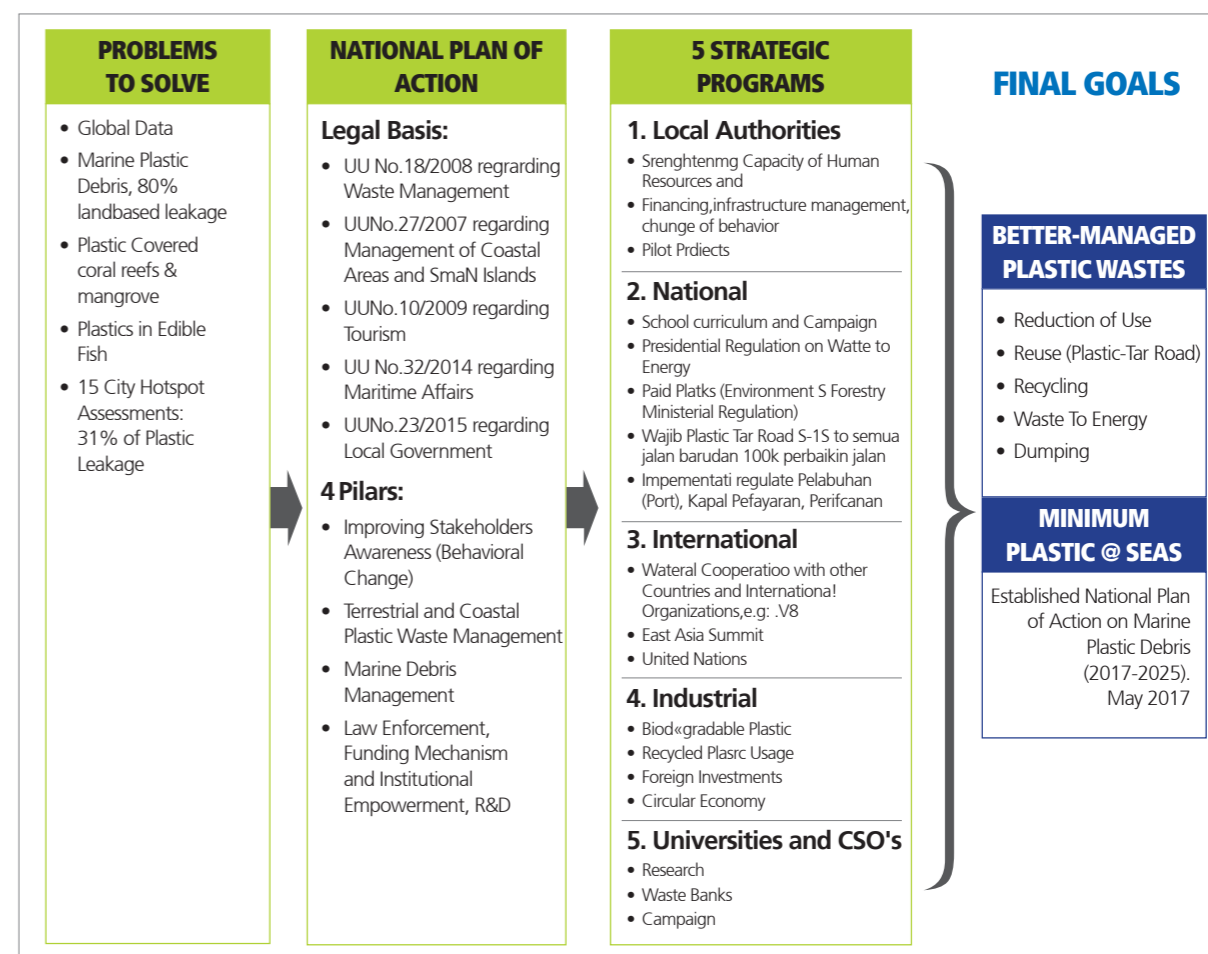 PROBLEMS
TO SOLVE
• Global Data
• Marine Plastic
Debris, 80%
landbased leakage
• Plastic Covered
coral reefs &
mangrove
• Plastics in Edible
Fish
• 15 City Hotspot
Assessments:
31% of Plastic
Leakage
NATIONAL PLAN OF
ACTION
Legal Basis:
• UU No.18/2008 regrarding
Waste Management
• UUNo.27/2007 regarding
Management of Coastal
Areas and SmaN Islands
• UUNo.10/2009 regarding
Tourism
• UU No.32/2014 regarding
Maritime Affairs
• UUNo.23/2015 regarding
Local Government
4 Pilars:
• Improving Stakeholders
Awareness (Behavioral
Change)
• Terrestrial and Coastal
Plastic Waste Management
• Marine Debris
Management
• Law Enforcement,
Funding Mechanism
and Institutional
Empowerment, R&D
5 STRATEGIC
PROGRAMS
1. Local Authorities
• Srenghtenmg Capacity of Human
Resources and
• Financing,infrastructure management,
chunge of behavior
• Pilot Prdiects
2. National
• School curriculum and Campaign
• Presidential Regulation on Watte to
Energy
• Paid Platks (Environment S Forestry
Ministerial Regulation)
• Wajib Plastic Tar Road S-1S to semua
jalan barudan 100k perbaikin jalan
• Impementati regulate Pelabuhan
(Port), Kapal Pefayaran, Perifcanan
3. International
• Wateral Cooperatioo with other
Countries and Internationa!
Organizations,e.g: .V8
• East Asia Summit
• United Nations
4. Industrial
• Biod«gradable Plastic
• Recycled Plasrc Usage
• Foreign Investments
• Circular Economy
5. Universities and CSO's
• Research
• Waste Banks
• Campaign
FINAL GOALS
BETTER-MANAGED
PLASTIC WASTES
• Reduction of Use
• Reuse (Plastic-Tar Road)
• Recycling
• Waste To Energy
• Dumping
MINIMUM
PLASTIC @ SEAS
Established National Plan
of Action on Marine
Plastic Debris
(2017-2025).
May 2017